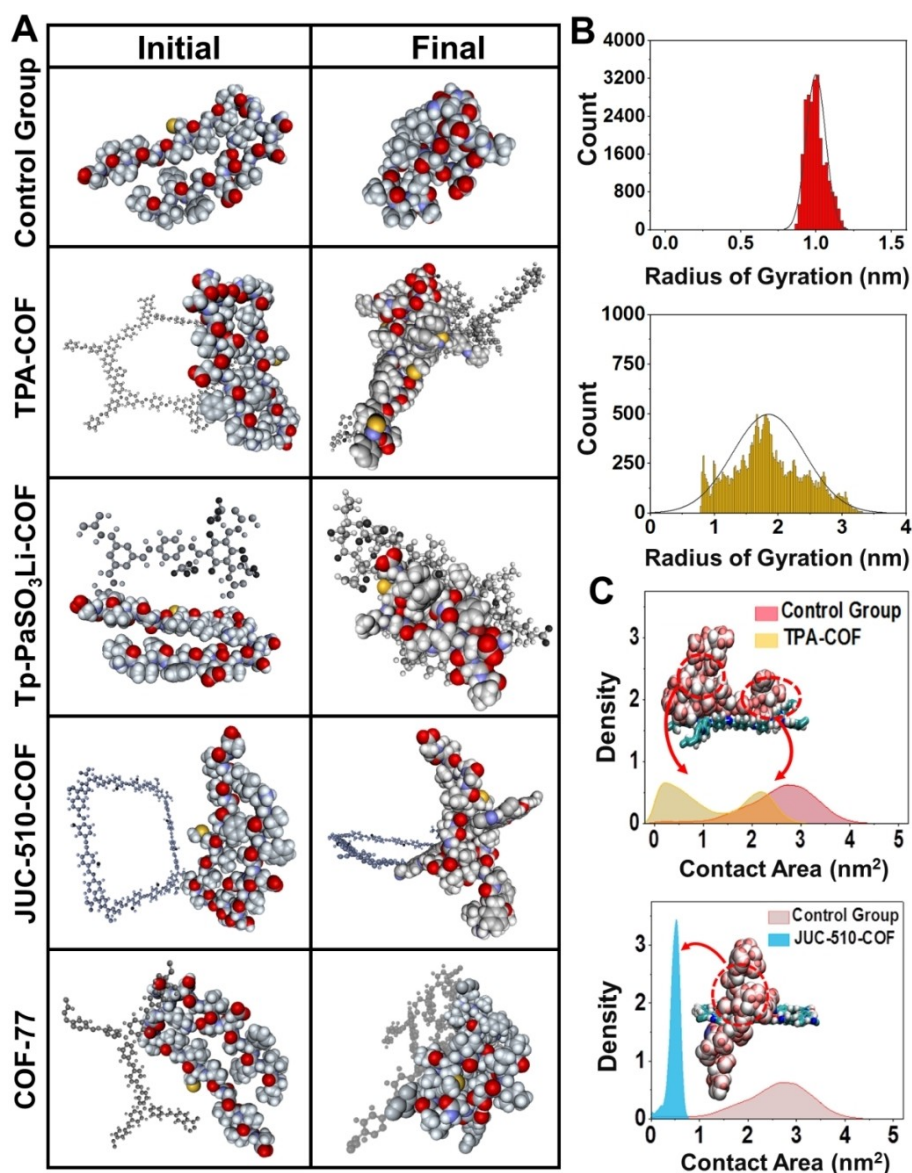 A
Initial
Final
Control Group
TPA-COF
Tp-PaSO₃Li-COF
JUC-510-COF
COF-77
B
4000
3200
2400
1600
800
0
Count
0.0 0.5 1.0 1.5
Radius of Gyration (nm)
1000
750
500
250
0
Count
0 1 2 3 4
Radius of Gyration (nm)
C
Control Group
TPA-COF
3
2
1
0
Density
0 1 2 3 4 5
Contact Area (nm²)
Control Group
JUC-510-COF
3
2
1
0
Density
0 1 2 3 4 5
Contact Area (nm²)